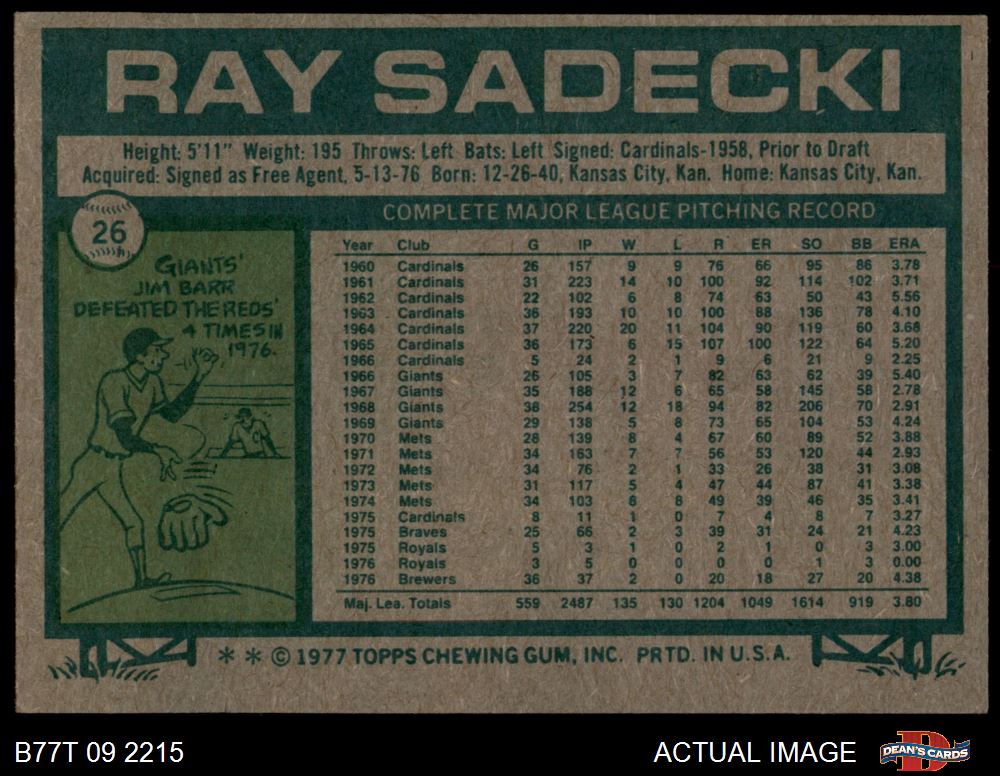 RAY SADECKI
Height: 5'11" Weight: 195 Throws: Left Bats: Left Signed: Cardinals-1958, Prior to Draft
Acquired: Signed as Free Agent, 5-13-76 Born: 12-26-40, Kansas City, Kan. Home: Kansas City, Kan.
26
GIANTS'
JIM BARR
DEFEATED THE REDS'
4 TIMES IN
1976.
COMPLETE MAJOR LEAGUE PITCHING RECORD
Year Club G IP W L R ER SO BB ERA
1960 Cardinals 26 157 9 9 76 66 95 86 3.78
1961 Cardinals 31 223 14 10 100 92 114 102 3.71
1962 Cardinals 22 102 6 8 74 63 50 43 5.56
1963 Cardinals 36 193 10 10 100 88 136 78 4.10
1964 Cardinals 37 220 20 11 104 90 119 60 3.68
1965 Cardinals 36 173 6 15 107 100 122 64 5.20
1966 Cardinals 5 24 2 1 9 6 21 9 2.25
1966 Giants 26 105 3 7 82 63 62 39 5.40
1967 Giants 35 188 12 6 65 58 145 58 2.78
1968 Giants 38 254 12 18 94 82 206 70 2.91
1969 Giants 29 138 5 8 73 65 104 53 4.24
1970 Mets 28 139 8 4 67 60 89 52 3.88
1971 Mets 34 163 7 7 56 53 120 44 2.93
1972 Mets 34 76 2 1 33 26 38 31 3.08
1973 Mets 31 117 5 4 47 44 87 41 3.38
1974 Mets 34 103 8 8 49 39 46 35 3.41
1975 Cardinals 8 11 1 0 7 4 8 7 3.27
1975 Braves 25 66 2 3 39 31 24 21 4.23
1975 Royals 5 3 1 0 2 1 0 3 3.00
1976 Royals 3 5 0 0 0 0 1 3 0.00
1976 Brewers 36 37 2 0 20 18 27 20 4.38
Maj. Lea. Totals 559 2487 135 130 1204 1049 1614 919 3.80
* * © 1977 TOPPS CHEWING GUM, INC. PRTD. IN U.S.A.
B77T 09 2215
ACTUAL IMAGE
DEAN'S CARDS